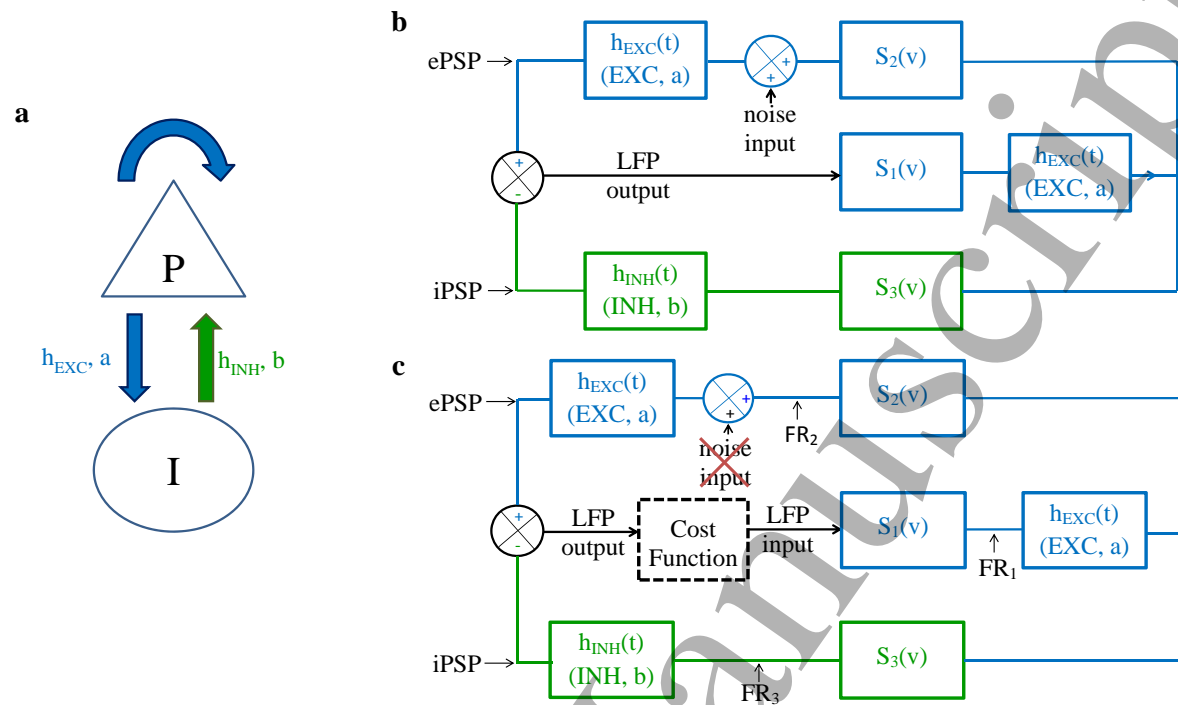 a
P
h_EXC, a
h_INH, b
I
b
ePSP
h_EXC(t)
(EXC, a)
+
+
noise
input
S_2(v)
+
-
LFP
output
S_1(v)
h_EXC(t)
(EXC, a)
iPSP
h_INH(t)
(INH, b)
S_3(v)
c
ePSP
h_EXC(t)
(EXC, a)
+
+
noise
input
FR_2
S_2(v)
+
-
LFP
output
Cost
Function
LFP
input
S_1(v)
FR_1
h_EXC(t)
(EXC, a)
iPSP
h_INH(t)
(INH, b)
FR_3
S_3(v)